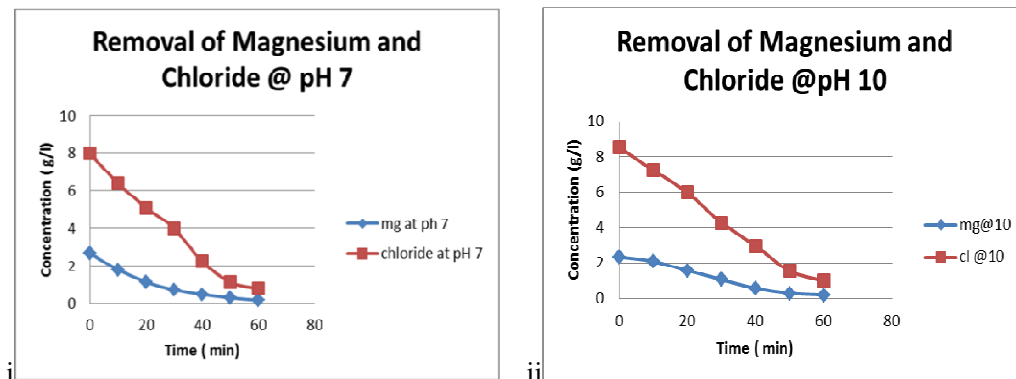 Removal of Magnesium and
Chloride @ pH 7
10
8
6
4
2
0
Concentration ( g/l)
0 20 40 60 80
Time ( min)
mg at ph 7
chloride at pH 7
i
Removal of Magnesium and
Chloride @pH 10
10
8
6
4
2
0
Concentration (g/l)
0 20 40 60 80
Time ( min)
mg@10
cl @10
ii